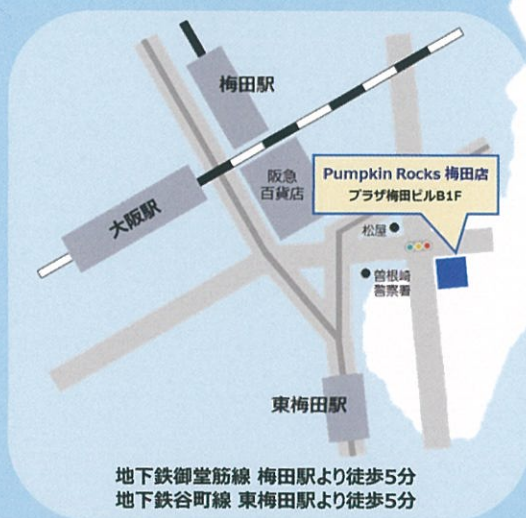 梅田駅
阪急
百貨店
大阪駅
Pumpkin Rocks 梅田店
プラザ梅田ビルB1F
松屋
曽根崎
警察署
東梅田駅
地下鉄御堂筋線 梅田駅より徒歩5分
地下鉄谷町線 東梅田駅より徒歩5分